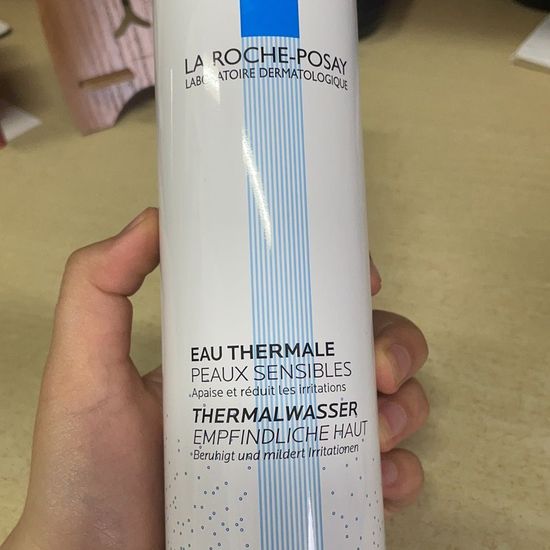 LA ROCHE-POSAY
LABORATOIRE DERMATOLOGIQUE
EAU THERMALE
PEAUX SENSIBLES
Apaise et réduit les irritations
THERMALWASSER
EMPFINDLICHE HAUT
Beruhigt und mildert Irritationen